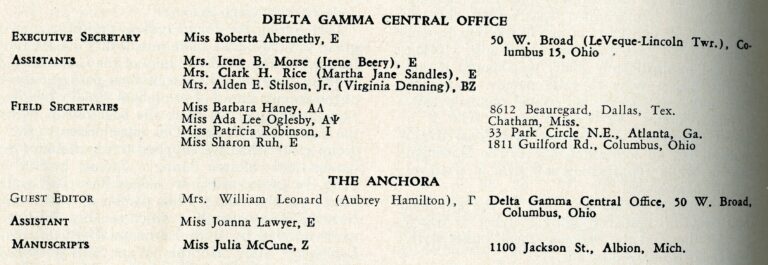 DELTA GAMMA CENTRAL OFFICE
EXECUTIVE SECRETARY Miss Roberta Abernethy, E 50 W. Broad (LeVeque-Lincoln Twr.), Co-
lumbus 15, Ohio
ASSISTANTS Mrs. Irene B. Morse (Irene Beery), E
Mrs. Clark H. Rice (Martha Jane Sandles), E
Mrs. Alden E. Stilson, Jr. (Virginia Denning), BZ
FIELD SECRETARIES Miss Barbara Haney, ΑΛ 8612 Beauregard, Dallas, Tex.
Miss Ada Lee Oglesby, ΑΨ Chatham, Miss.
Miss Patricia Robinson, I 33 Park Circle N.E., Atlanta, Ga.
Miss Sharon Ruh, E 1811 Guilford Rd., Columbus, Ohio
THE ANCHORA
GUEST EDITOR Mrs. William Leonard (Aubrey Hamilton), Γ Delta Gamma Central Office, 50 W. Broad,
Columbus, Ohio
ASSISTANT Miss Joanna Lawyer, E
MANUSCRIPTS Miss Julia McCune, Z 1100 Jackson St., Albion, Mich.